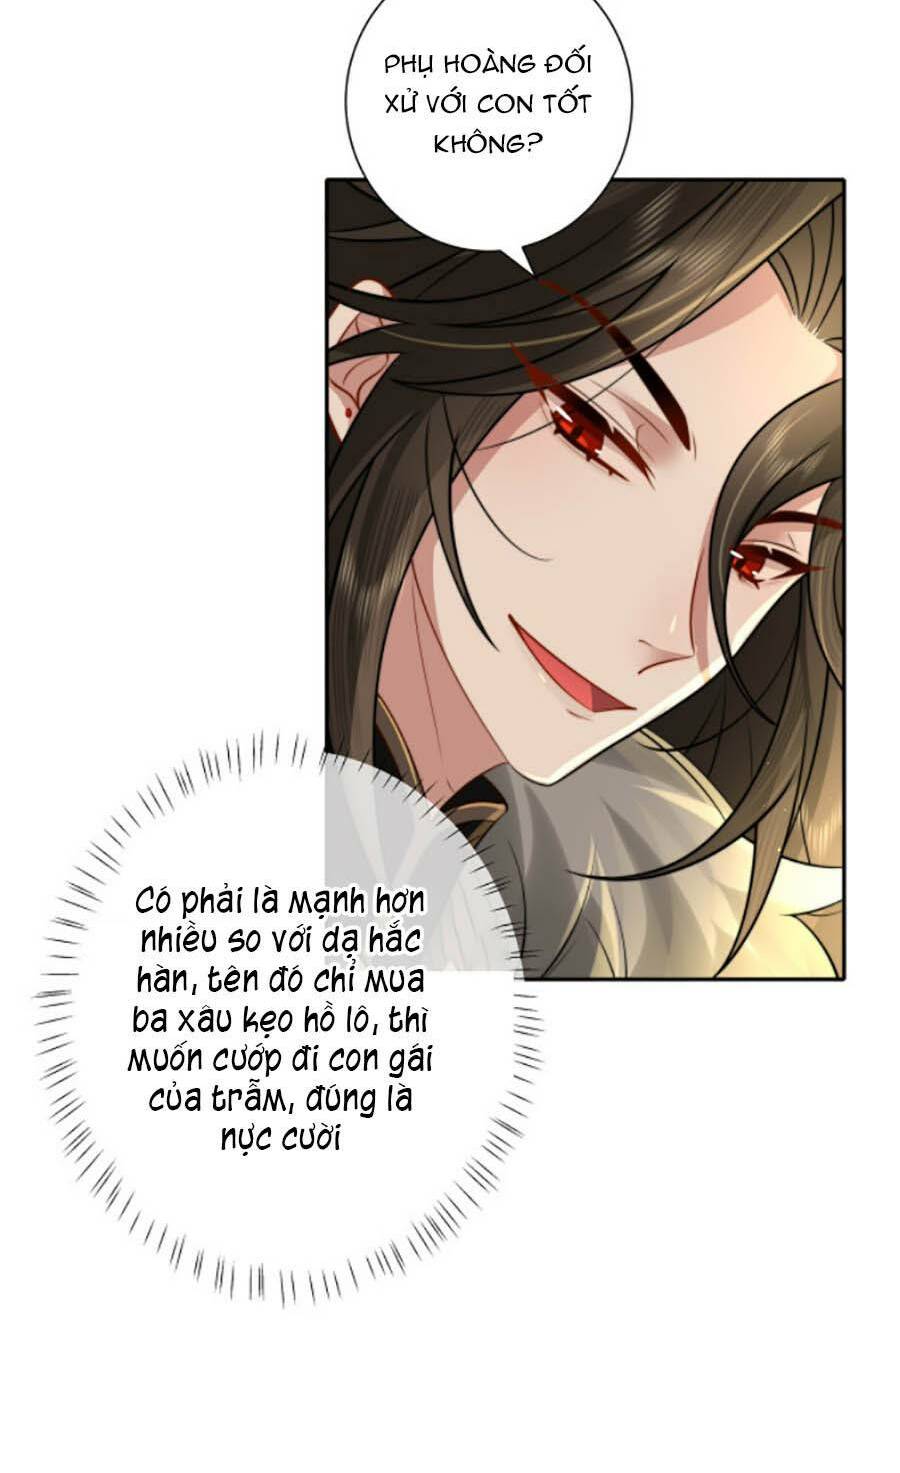 PHỤ HOÀNG ĐỐI
XỬ VỚI CON TỐT
KHÔNG?
Có phải là mạnh hơn
nhiều so với dạ hắc
hàn, tên đó chỉ mua
ba xâu kẹo hồ lô, thì
muốn cướp đi con gái
của trẫm, đúng là
nực cười